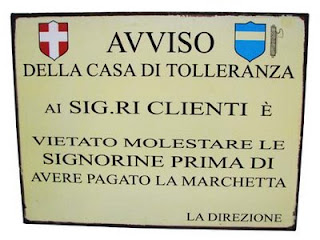 AVVISO
DELLA CASA DI TOLLERANZA
AI SIG.RI CLIENTI È
VIETATO MOLESTARE LE
SIGNORINE PRIMA DI
AVERE PAGATO LA MARCHETTA
LA DIREZIONE